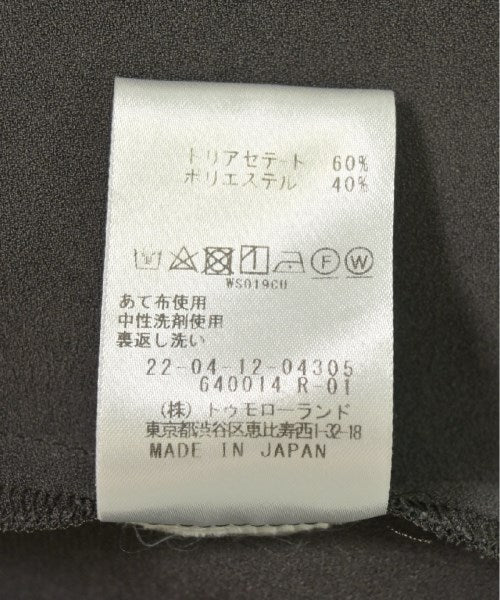 トリアセテート 60%
ポリエステル 40%
F W
WS019CU
あて布使用
中性洗剤使用
裏返し洗い
22-04-12-04305
640014 R-01
(株) トゥモローランド
東京都渋谷区恵比寿西1-32-18
MADE IN JAPAN